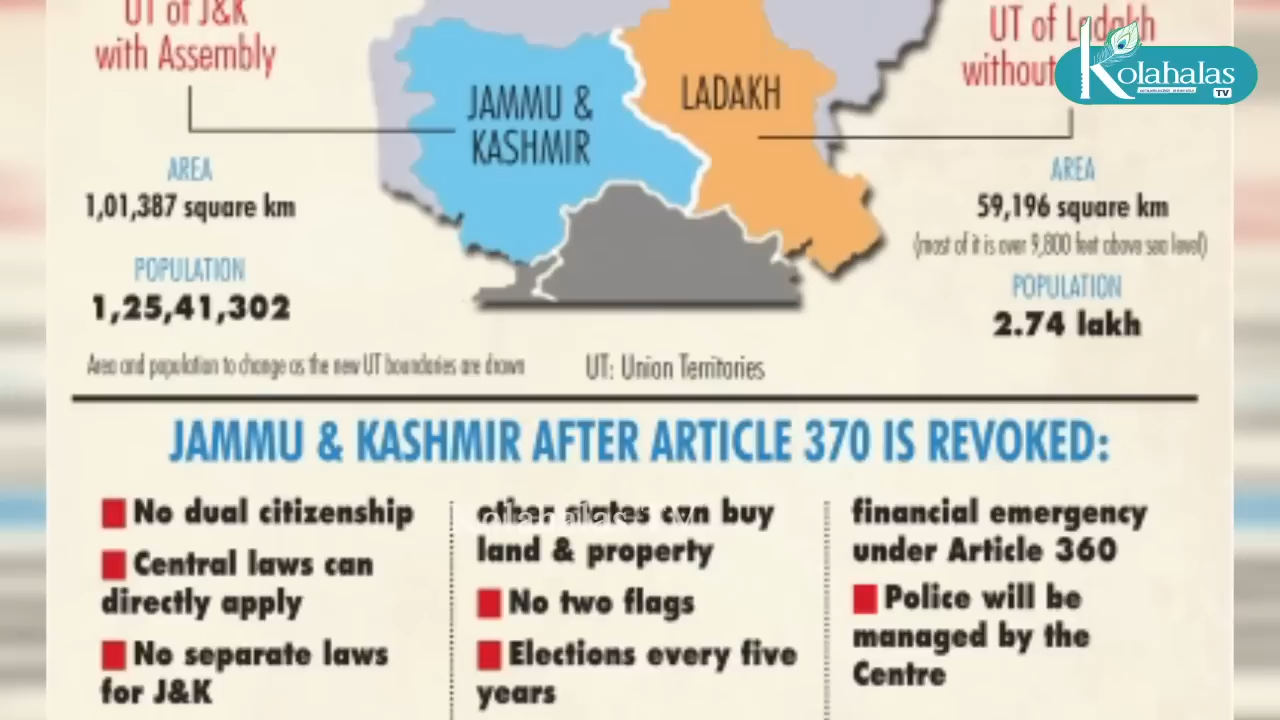 UT of J&K
with Assembly
AREA
1,01,387 square km
POPULATION
1,25,41,302
Area and population to change as the new UT boundaries are drawn
JAMMU &
KASHMIR
LADAKH
UT: Union Territories
UT of Ladakh
without
Kolahalas
TV
AREA
59,196 square km
(most of it is over 9,800 feet above sea level)
POPULATION
2.74 lakh
JAMMU & KASHMIR AFTER ARTICLE 370 IS REVOKED:
No dual citizenship
Central laws can
directly apply
No separate laws
for J&K
other states can buy
land & property
No two flags
Elections every five
years
financial emergency
under Article 360
Police will be
managed by the
Centre